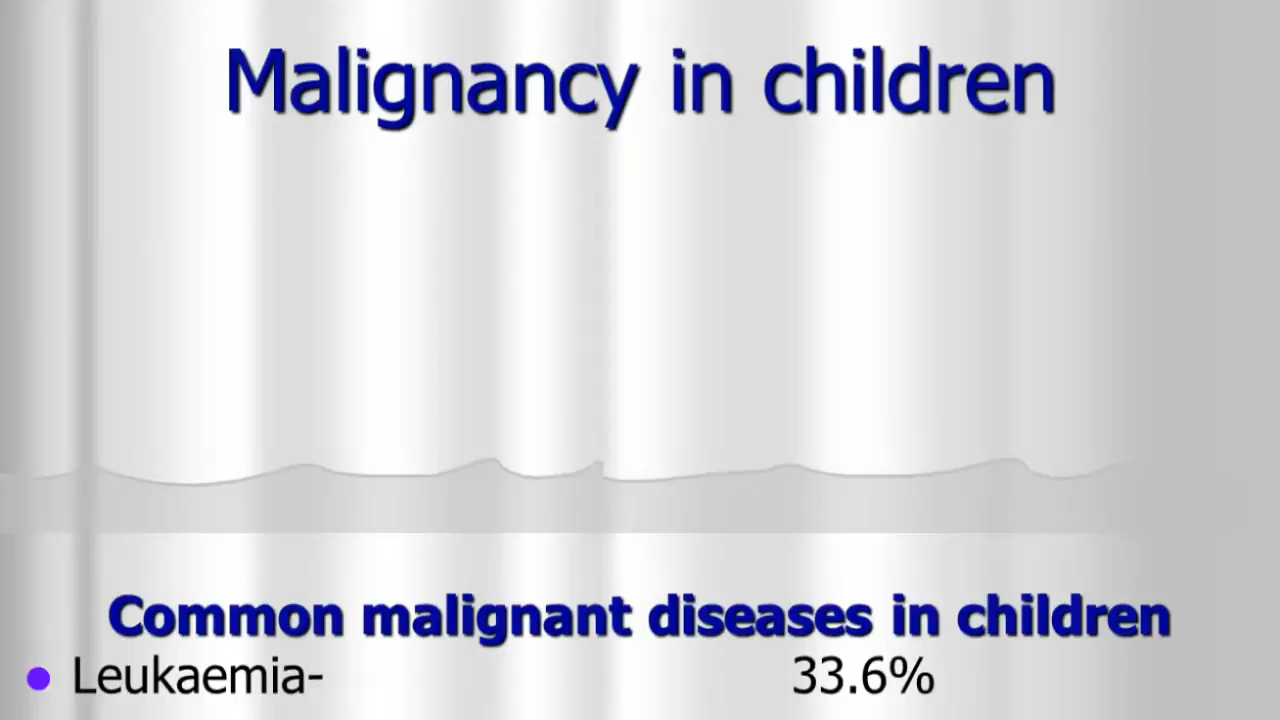 Malignancy in children
Common malignant diseases in children
Leukaemia- 33.6%